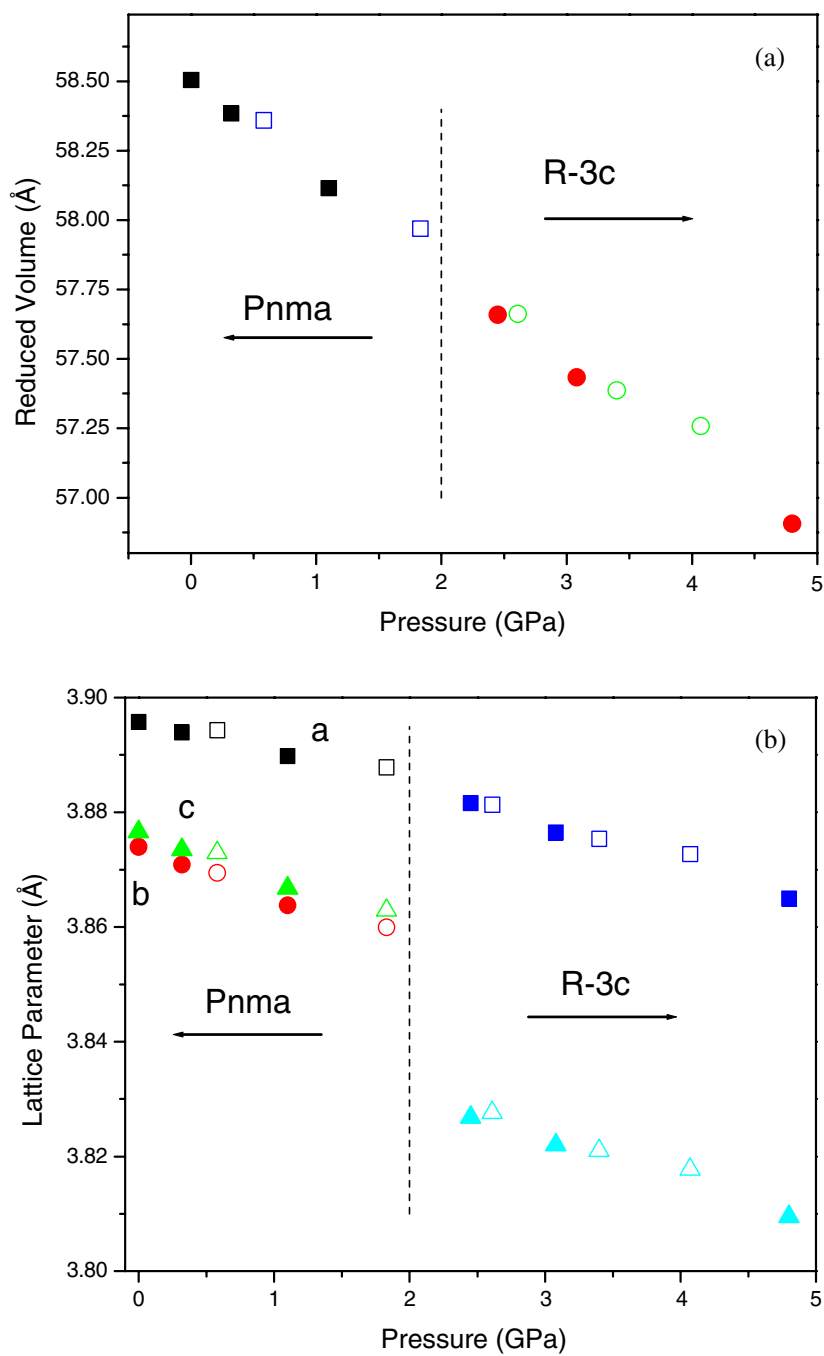 (a)
58.50
58.25
R-3c
58.00
57.75
Pnma
57.50
57.25
57.00
Reduced Volume (Å)
0 1 2 3 4 5
Pressure (GPa)
3.90
a
(b)
3.88
c
b
3.86
Pnma
R-3c
3.84
3.82
3.80
Lattice Parameter (Å)
0 1 2 3 4 5
Pressure (GPa)